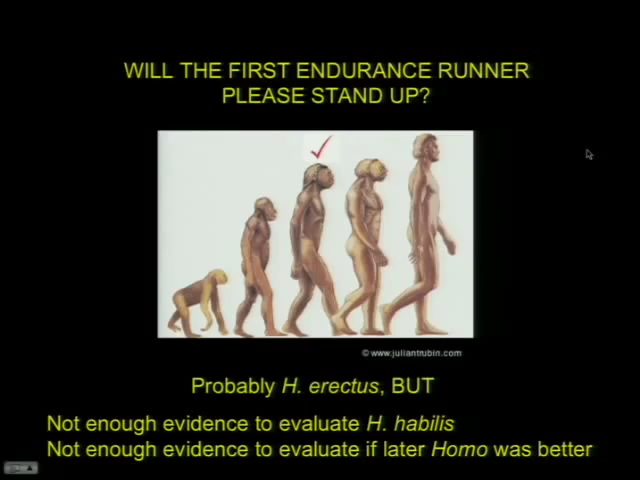 WILL THE FIRST ENDURANCE RUNNER
PLEASE STAND UP?
© www.juliantrubin.com
Probably H. erectus, BUT
Not enough evidence to evaluate H. habilis
Not enough evidence to evaluate if later Homo was better